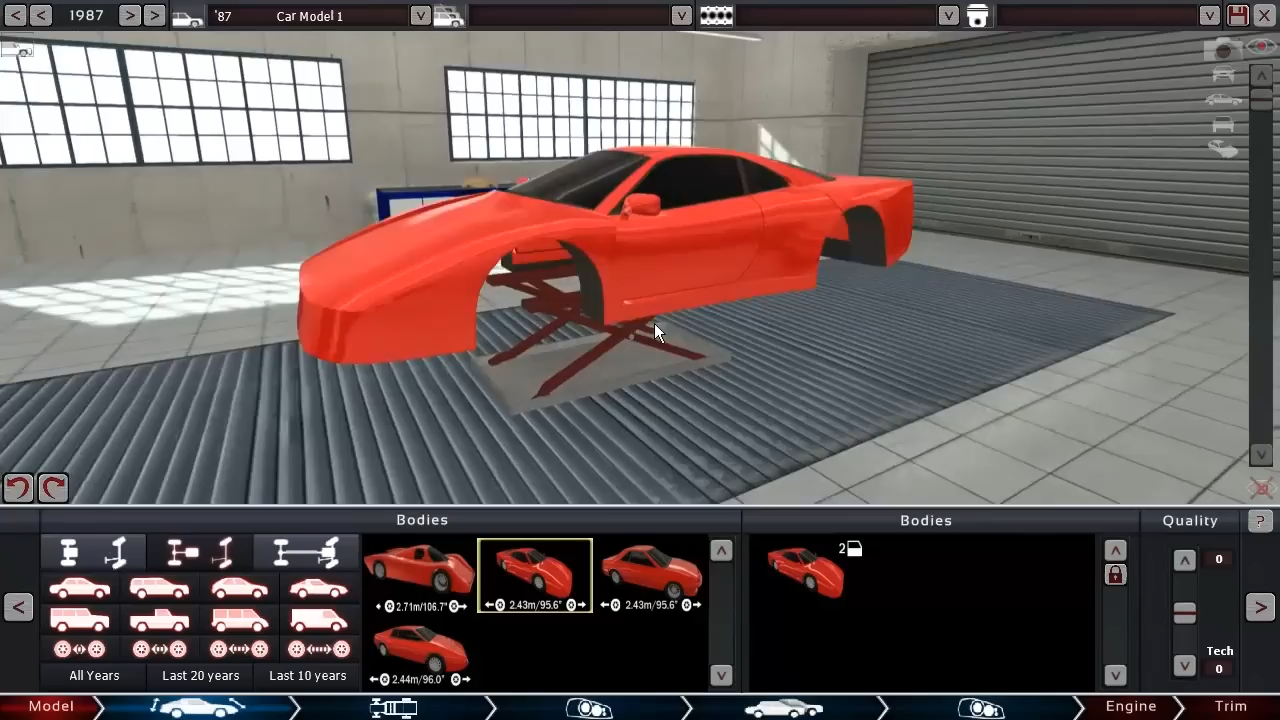 1987
'87 Car Model 1
Bodies
Bodies
Quality
2.71m/106.7"
2.43m/95.6"
2.43m/95.6"
2.44m/96.0"
2
0
Tech
0
All Years
Last 20 years
Last 10 years
Model
Engine
Trim